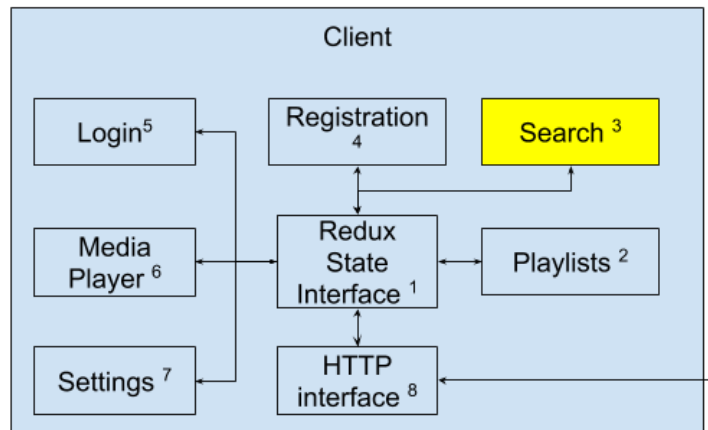 Client
Login⁵
Registration
⁴
Search ³
Media
Player ⁶
Redux
State
Interface ¹
Playlists ²
Settings ⁷
HTTP
interface ⁸